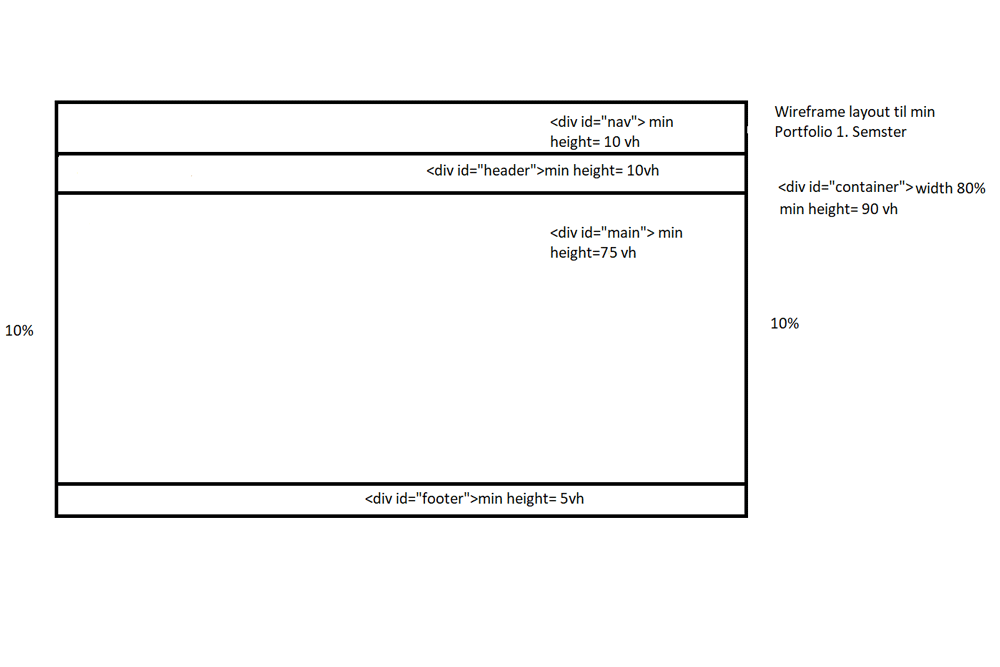 <div id="nav"> min
height= 10 vh
Wireframe layout til min
Portfolio 1. Semster
<div id="header">min height= 10vh
<div id="container">width 80%
min height= 90 vh
<div id="main"> min
height=75 vh
10%
10%
<div id="footer">min height= 5vh